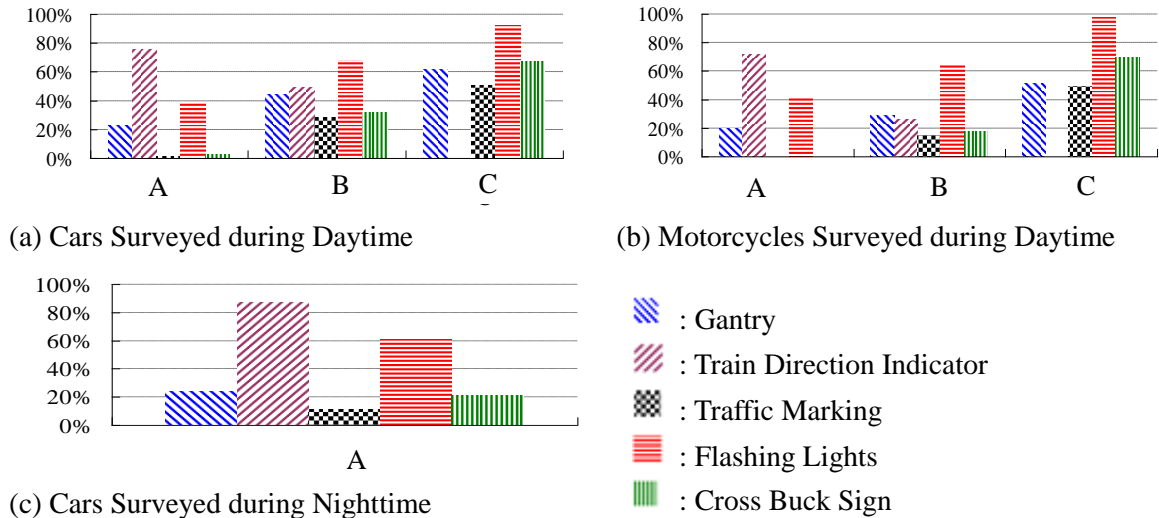 100%
80%
60%
40%
20%
0%
A
B
C
(a) Cars Surveyed during Daytime
100%
80%
60%
40%
20%
0%
A
B
C
(b) Motorcycles Surveyed during Daytime
100%
80%
60%
40%
20%
0%
A
(c) Cars Surveyed during Nighttime
: Gantry
: Train Direction Indicator
: Traffic Marking
: Flashing Lights
: Cross Buck Sign